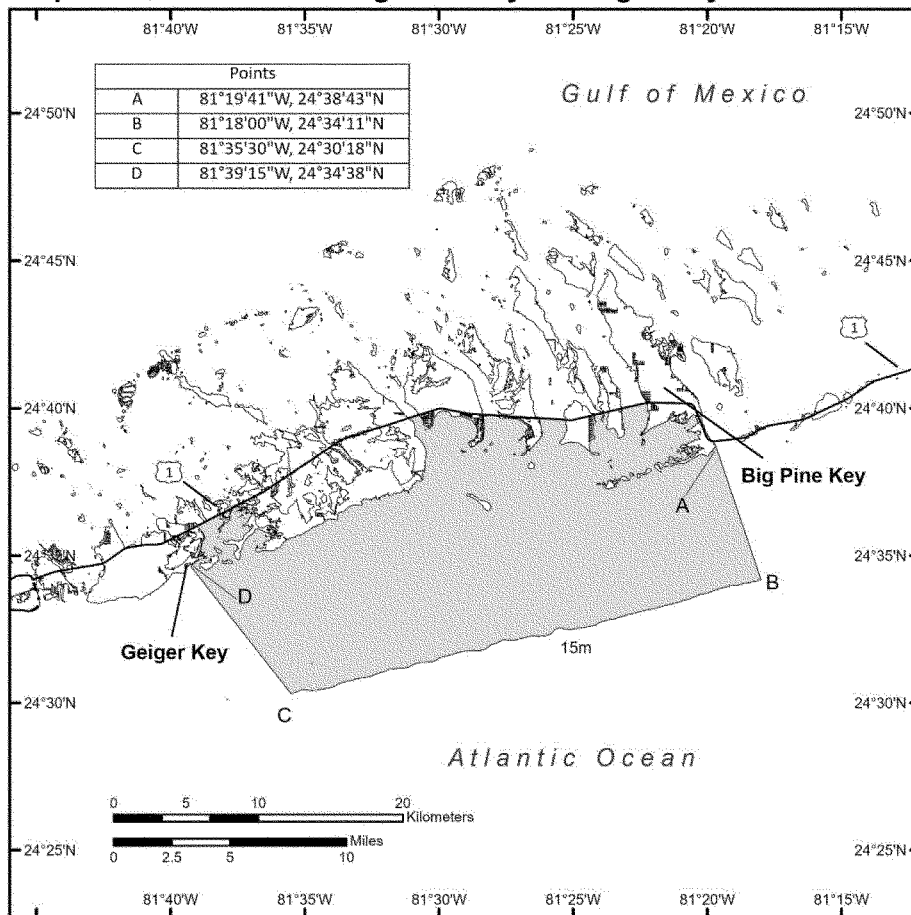 81°40'W 81°35'W 81°30'W 81°25'W 81°20'W 81°15'W
Points
A 81°19'41"W, 24°38'43"N
B 81°18'00"W, 24°34'11"N
C 81°35'30"W, 24°30'18"N
D 81°39'15"W, 24°34'38"N
Gulf of Mexico
24°50'N 24°50'N
24°45'N 24°45'N
1
24°40'N 24°40'N
1
Big Pine Key
A
24°35'N 24°35'N
B
D
Geiger Key
15m
24°30'N 24°30'N
C
Atlantic Ocean
0 5 10 20
Kilometers
Miles
0 2.5 5 10
24°25'N 24°25'N
81°40'W 81°35'W 81°30'W 81°25'W 81°20'W 81°15'W